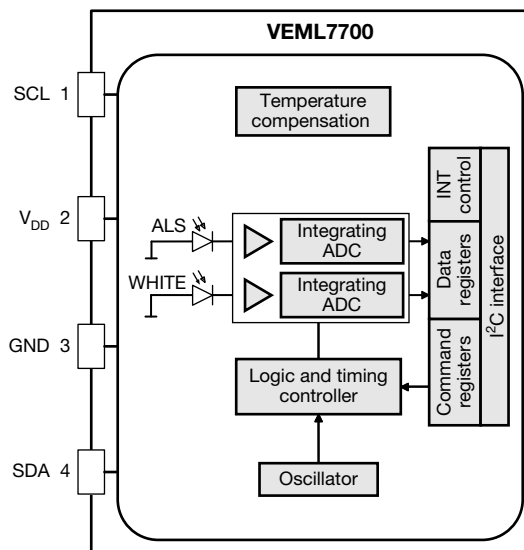 VEML7700
SCL 1
Temperature
compensation
V_DD 2
ALS
Integrating
ADC
WHITE
Integrating
ADC
INT
control
Data
registers
Command
registers
I²C interface
GND 3
Logic and timing
controller
SDA 4
Oscillator